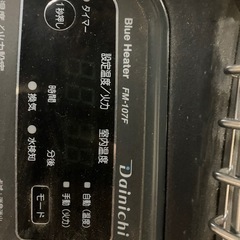 Blue Heater FM-107F
Dainichi
タイマー
1秒押し
設定温度/火力
室内温度
時間
分後
換気
水検知
自動(温度)
手動(火力)
モード